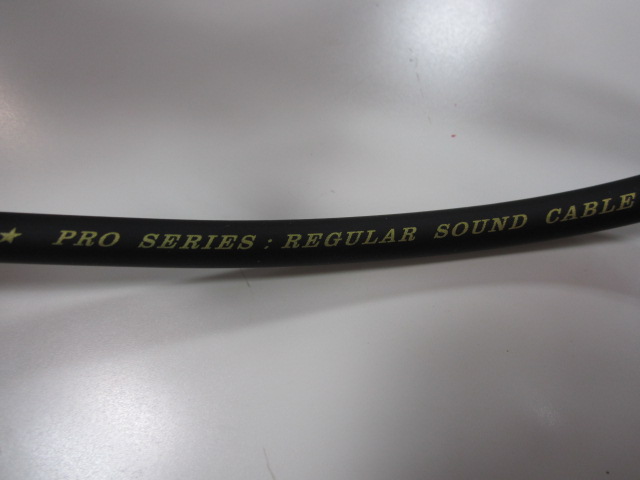 ★ PRO SERIES : REGULAR SOUND CABLE